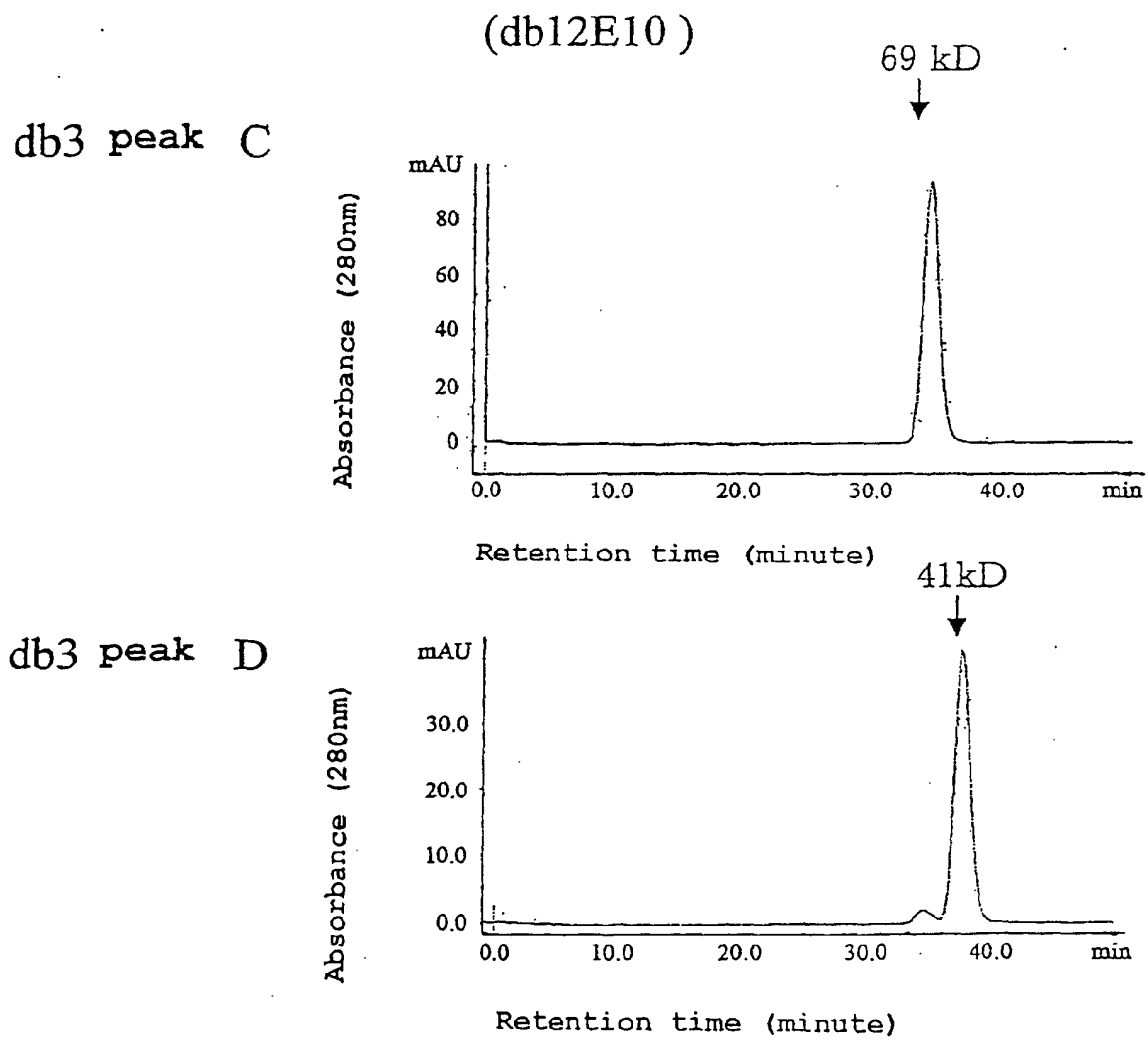 (db12E10 )
69 kD
db3 peak C
mAU
80
60
40
20
0
Absorbance (280nm)
0.0 10.0 20.0 30.0 40.0 min
Retention time (minute)
41kD
db3 peak D
mAU
30.0
20.0
10.0
0.0
Absorbance (280nm)
0.0 10.0 20.0 30.0 40.0 min
Retention time (minute)